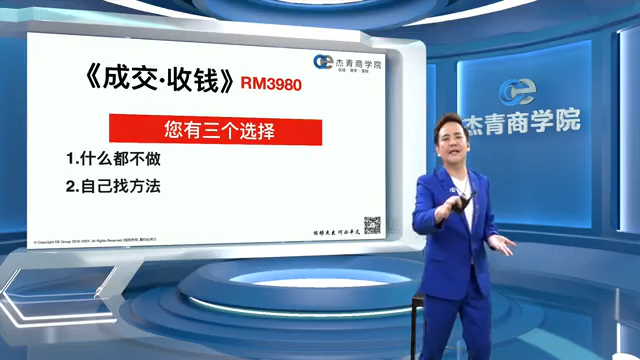 杰青商学院
《成交·收钱》 RM3980
您有三个选择
1.什么都不做
2.自己找方法
杰青商学院